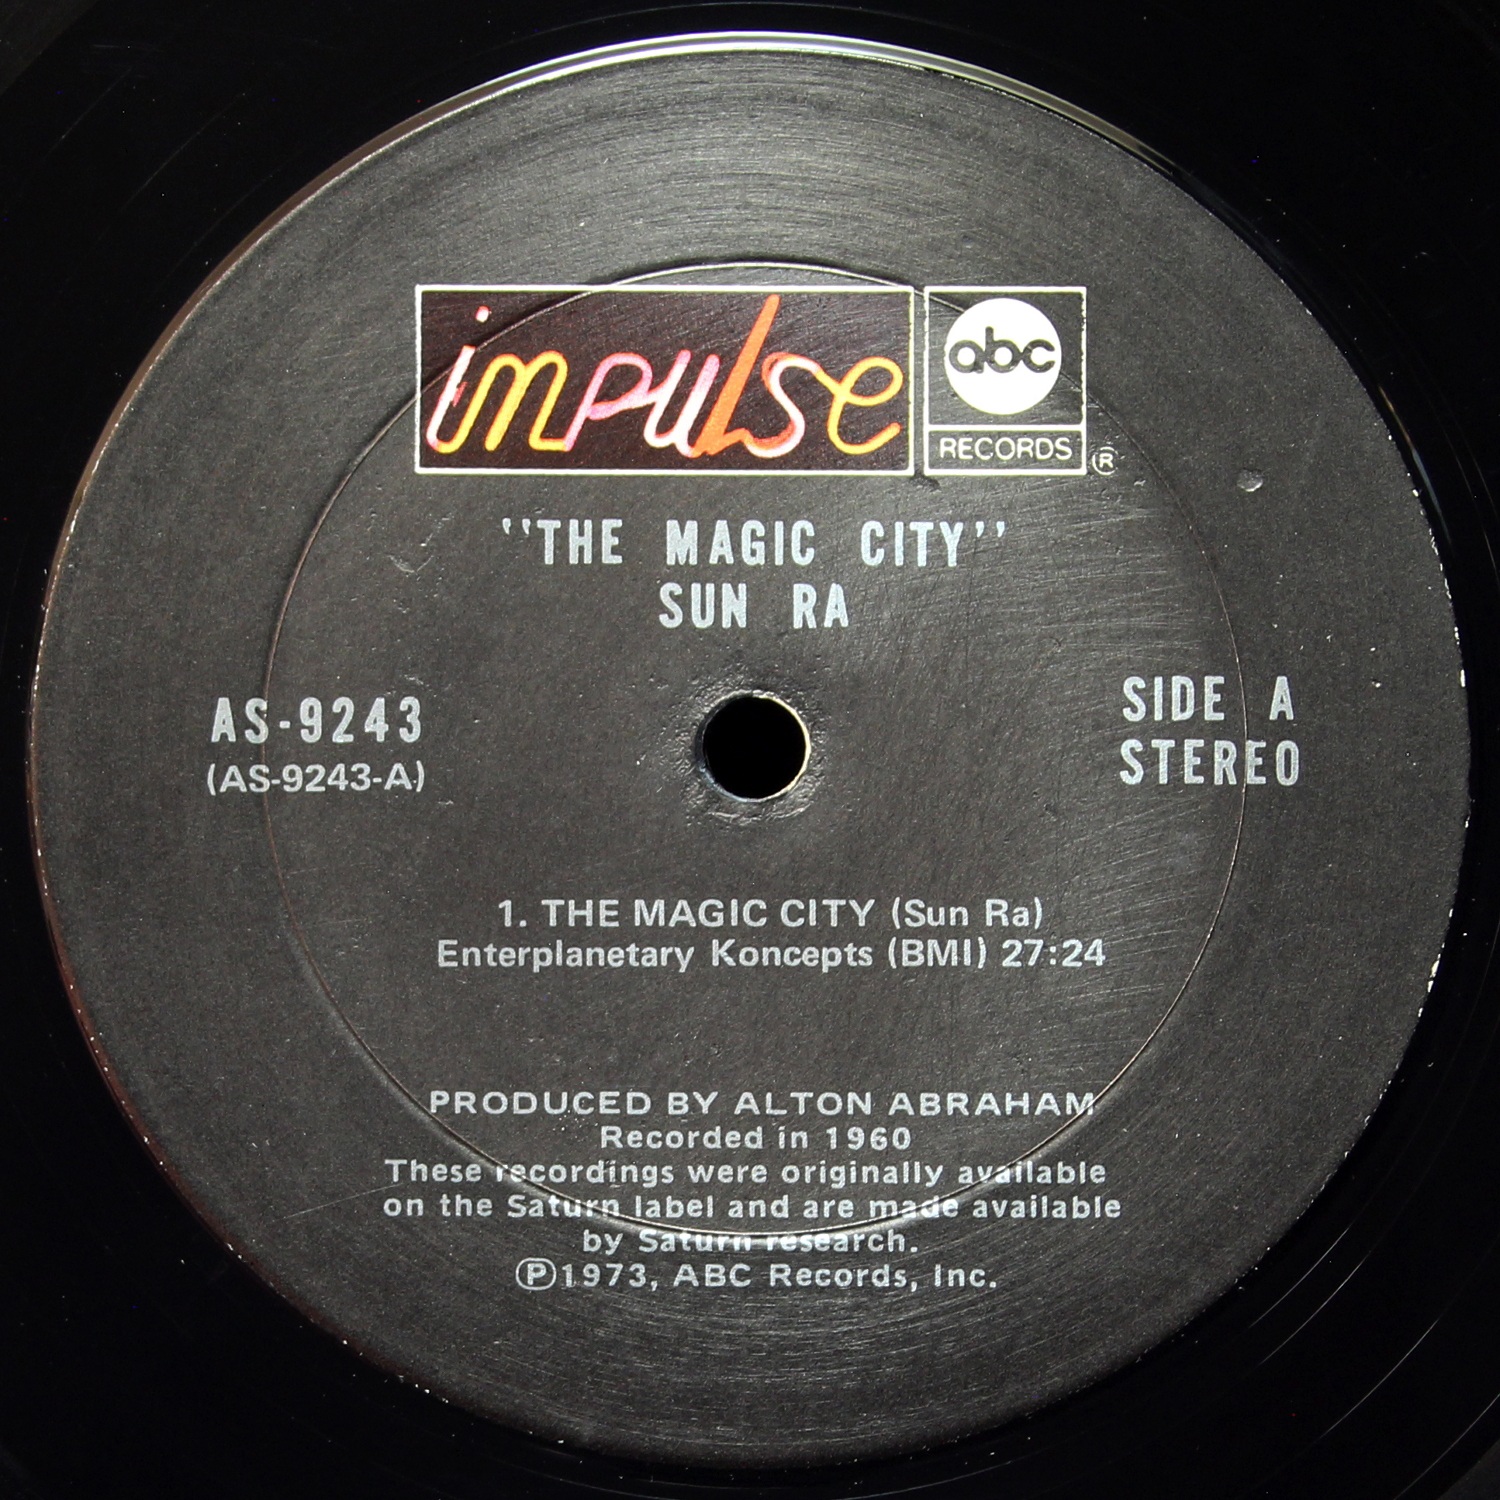 impulse abc
RECORDS ®
"THE MAGIC CITY"
SUN RA
AS-9243
(AS-9243-A)
SIDE A
STEREO
1. THE MAGIC CITY (Sun Ra)
Enterplanetary Koncepts (BMI) 27:24
PRODUCED BY ALTON ABRAHAM
Recorded in 1960
These recordings were originally available
on the Saturn label and are made available
by Saturn research.
℗1973, ABC Records, Inc.